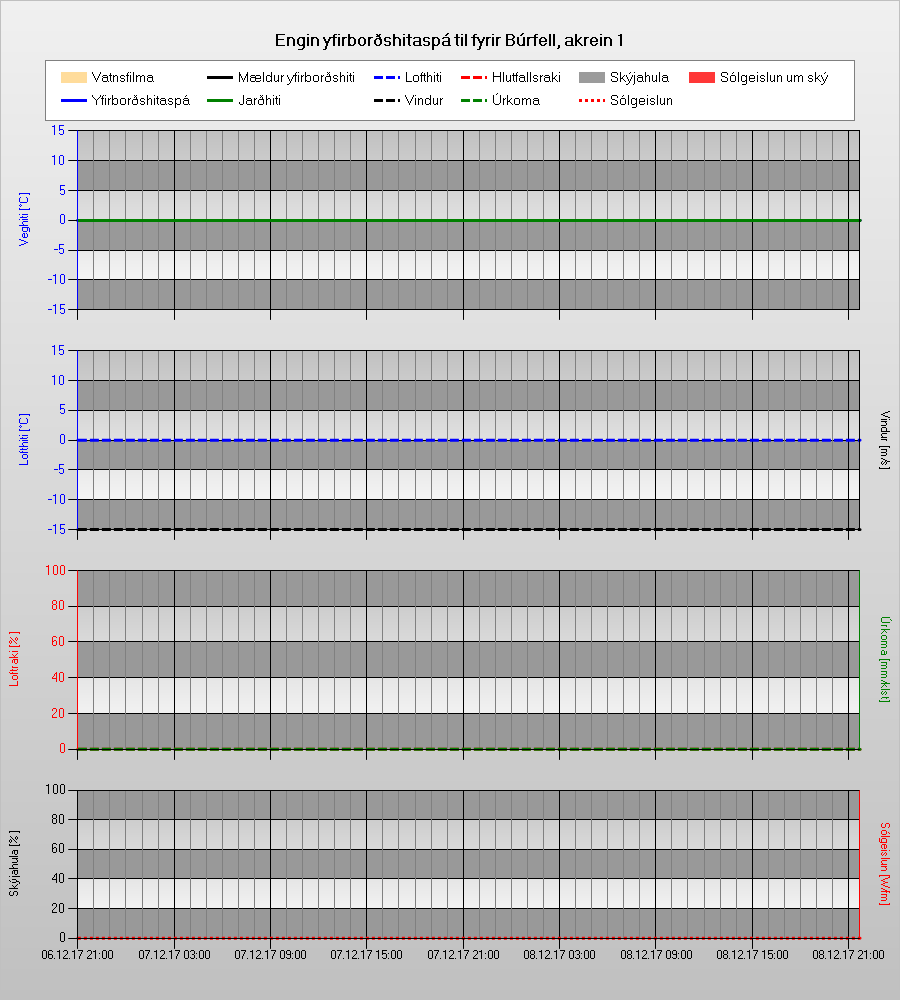 Engin yfirborðshitaspá til fyrir Búrfell, akrein 1
Vatnsfilma Mældur yfirborðshiti Lofthiti Hlutfallsraki Skýjahula Sólgeislun um ský
Yfirborðshitaspá Jarðhiti Vindur Úrkoma Sólgeislun
Veghiti [°C]
15
10
5
0
-5
-10
-15
Lofthiti [°C]
15
10
5
0
-5
-10
-15
Vindur [m/s]
Loftraki [%]
100
80
60
40
20
0
Úrkoma [mm/klst]
Skýjahula [%]
100
80
60
40
20
0
Sólgeislun [W/fm]
06.12.17 21:00 07.12.17 03:00 07.12.17 09:00 07.12.17 15:00 07.12.17 21:00 08.12.17 03:00 08.12.17 09:00 08.12.17 15:00 08.12.17 21:00